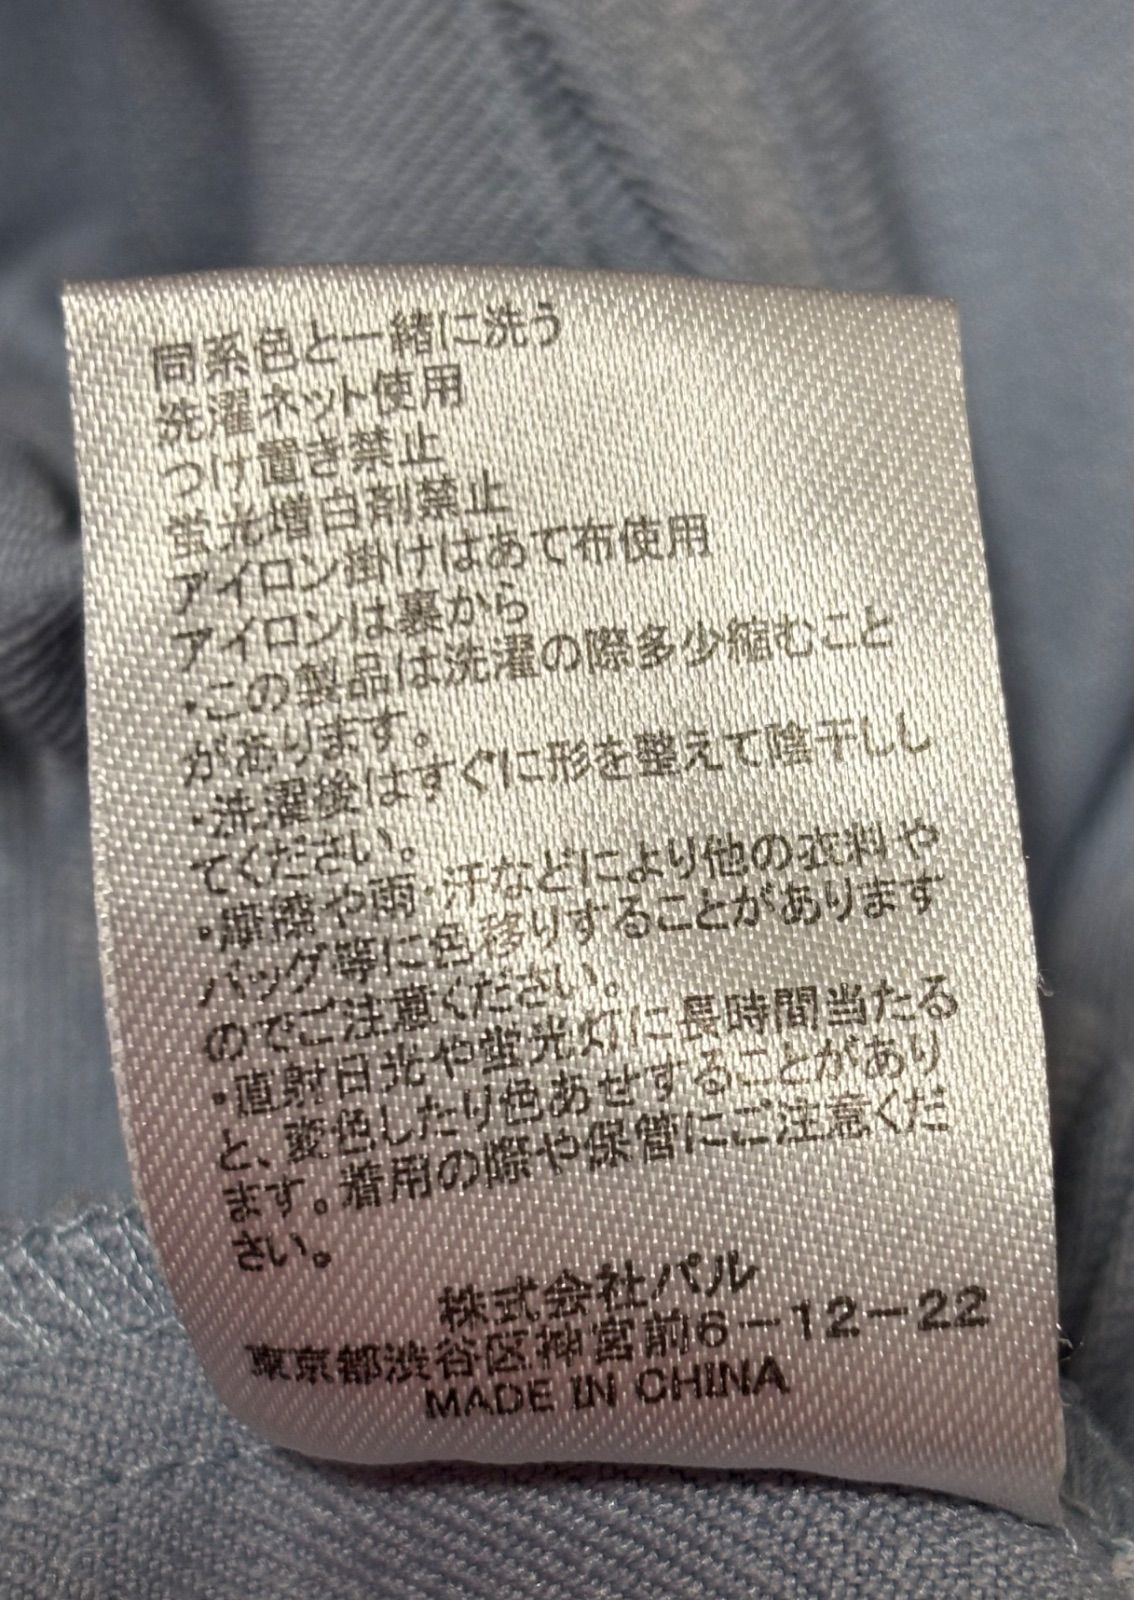 同系色と一緒に洗う
洗濯ネット使用
つけ置き禁止
蛍光増白剤禁止
アイロン掛けはあて布使用
アイロンは裏から
・この製品は洗濯の際多少縮むこと
があります。
・洗濯後はすぐに形を整えて陰干しし
てください。
・摩擦や雨・汗などにより他の衣料や
バッグ等に色移りすることがあります
のでご注意ください。
・直射日光や蛍光灯に長時間当たる
と、変色したり色あせすることがあり
ます。着用の際や保管にご注意くだ
さい。
株式会社パル
東京都渋谷区神宮前6-12-22
MADE IN CHINA